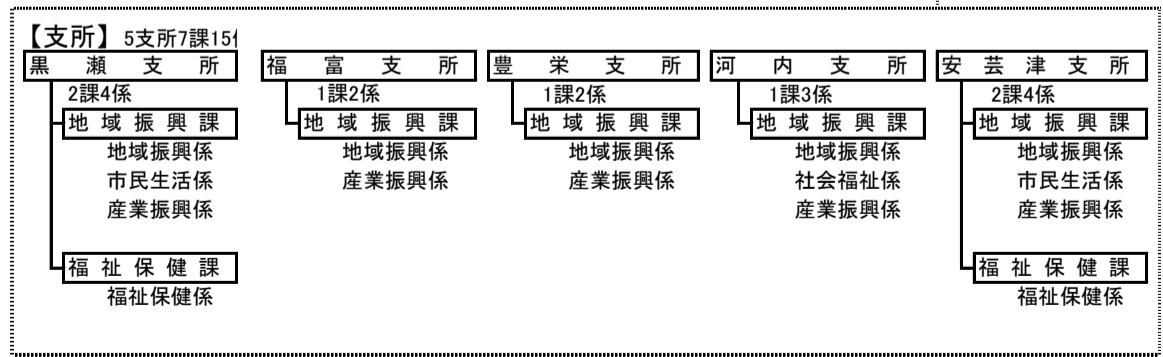 【支所】 5支所7課15
黒瀬支所
2課4係
地域振興課
地域振興係
市民生活係
産業振興係
福祉保健課
福祉保健係
福富支所
1課2係
地域振興課
地域振興係
産業振興係
豊栄支所
1課2係
地域振興課
地域振興係
産業振興係
河内支所
1課3係
地域振興課
地域振興係
社会福祉係
産業振興係
安芸津支所
2課4係
地域振興課
地域振興係
市民生活係
産業振興係
福祉保健課
福祉保健係